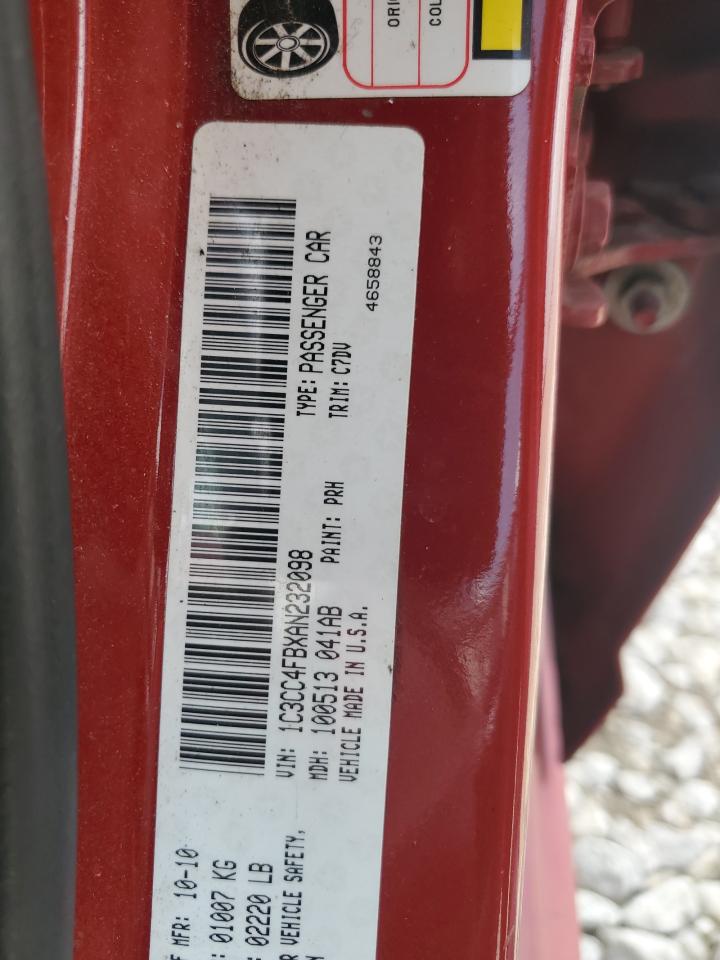 ORI
COL
F MFR: 10-10
: 01007 KG
: 02220 LB
R VEHICLE SAFETY,
VIN: 1C3CC4FBXAN232098 TYPE: PASSENGER CAR
MDH: 100513 041AB PAINT: PRH TRIM: C7DV
VEHICLE MADE IN U.S.A. 4658843